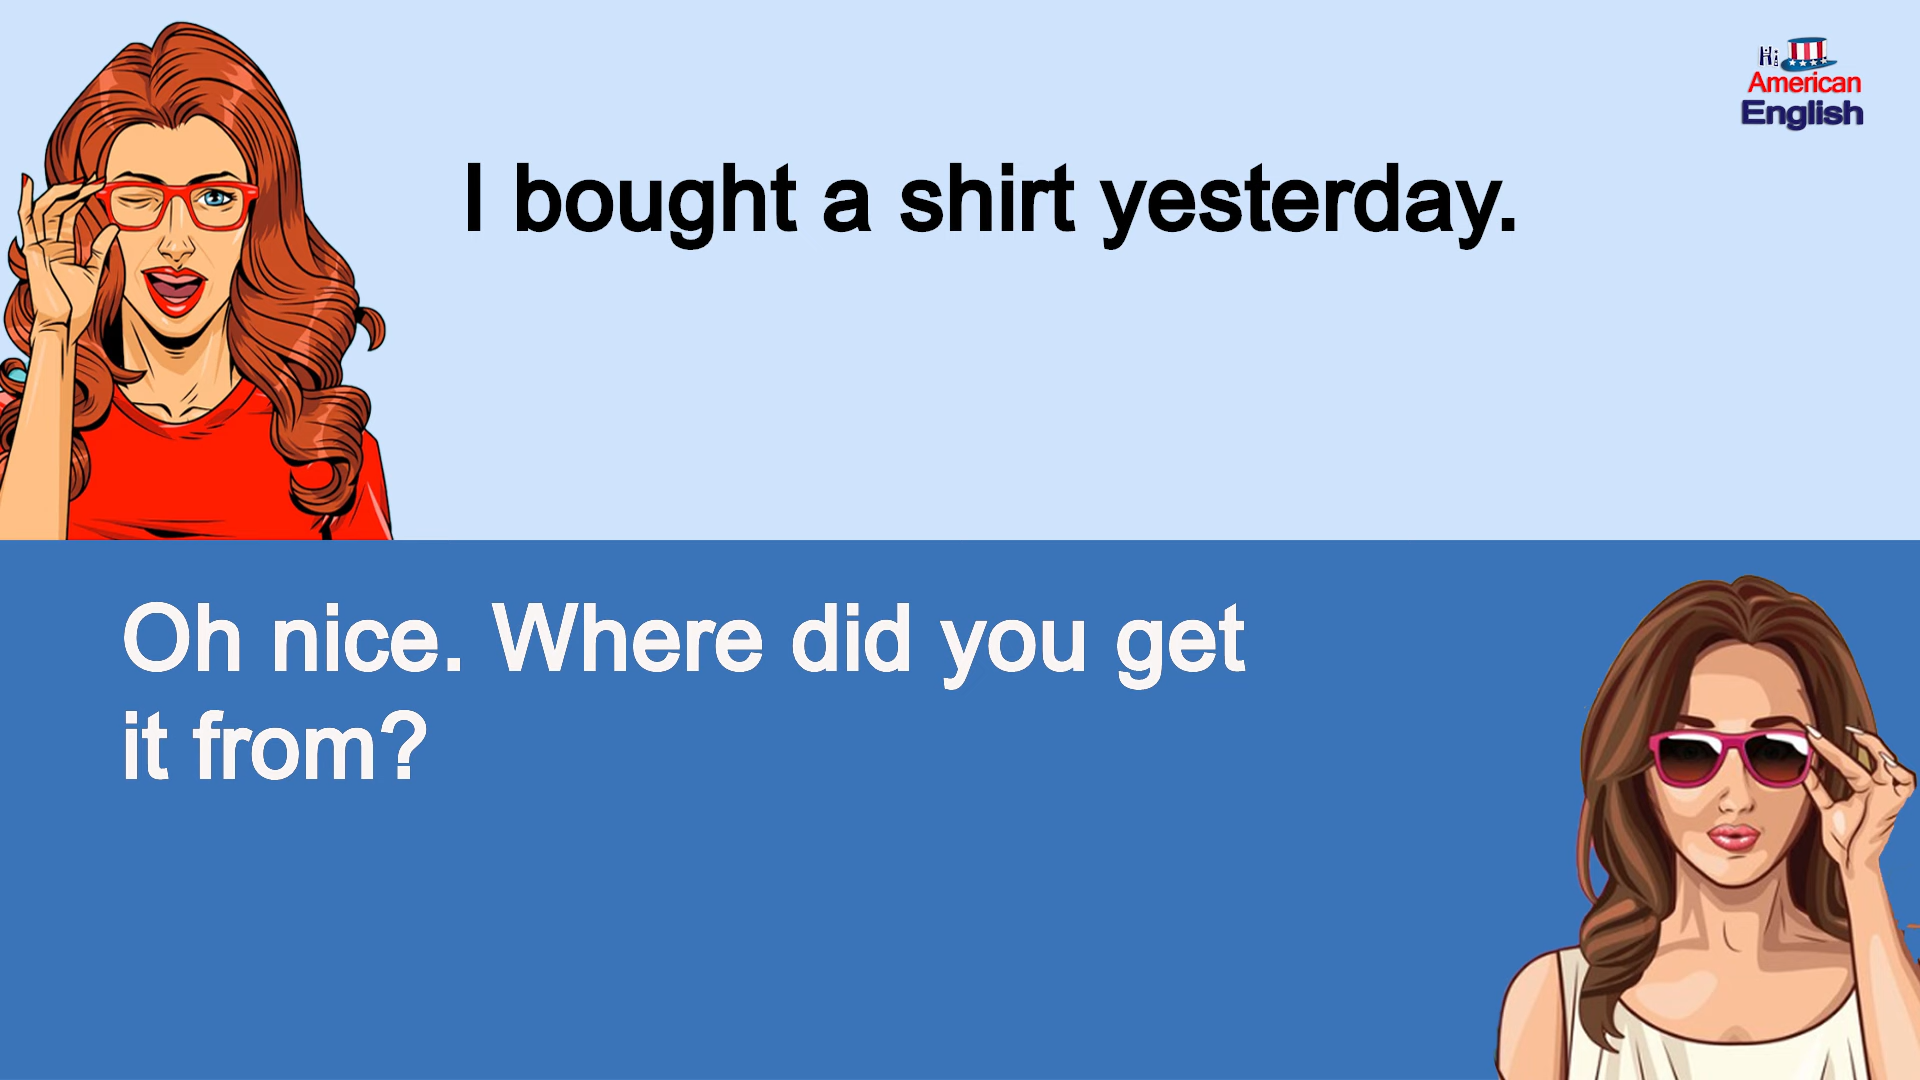 Hi
American
English
I bought a shirt yesterday.
Oh nice. Where did you get
it from?